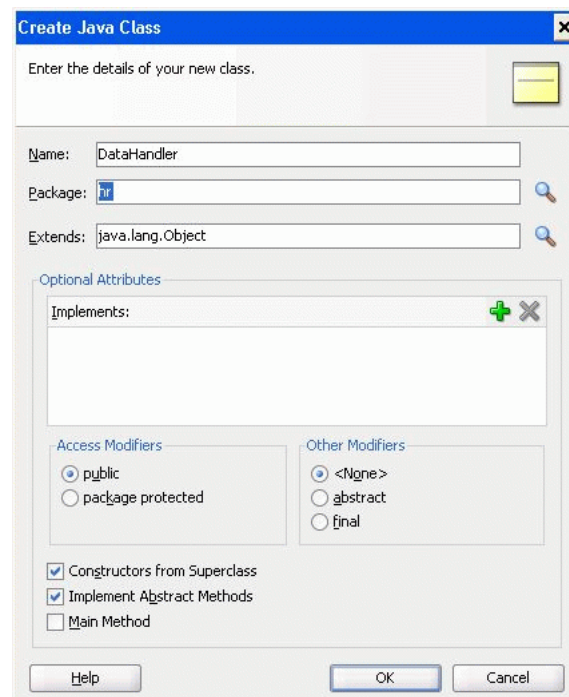 Create Java Class
Enter the details of your new class.
Name: DataHandler
Package: hr
Extends: java.lang.Object
Optional Attributes
Implements:
Access Modifiers
public
package protected
Other Modifiers
<None>
abstract
final
Constructors from Superclass
Implement Abstract Methods
Main Method
Help OK Cancel